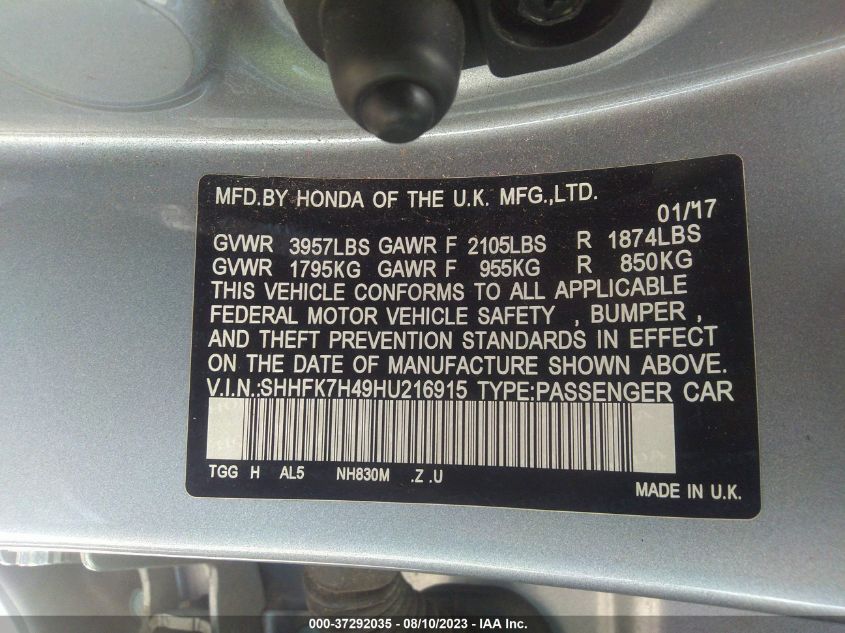 MFD.BY HONDA OF THE U.K. MFG.,LTD.
01/17
GVWR 3957LBS GAWR F 2105LBS R 1874LBS
GVWR 1795KG GAWR F 955KG R 850KG
THIS VEHICLE CONFORMS TO ALL APPLICABLE
FEDERAL MOTOR VEHICLE SAFETY , BUMPER ,
AND THEFT PREVENTION STANDARDS IN EFFECT
ON THE DATE OF MANUFACTURE SHOWN ABOVE.
V.I.N.:SHHFK7H49HU216915 TYPE:PASSENGER CAR
TGG H AL5 NH830M .Z .U
MADE IN U.K.
000-37292035 - 08/10/2023 - IAA Inc.